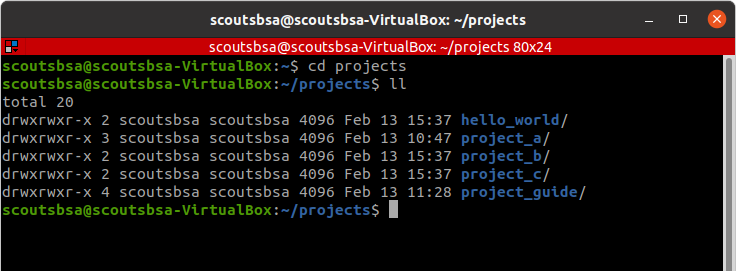 scoutsbsa@scoutsbsa-VirtualBox: ~/projects
scoutsbsa@scoutsbsa-VirtualBox: ~/projects 80x24
scoutsbsa@scoutsbsa-VirtualBox:~$ cd projects
scoutsbsa@scoutsbsa-VirtualBox:~/projects$ ll
total 20
drwxrwxr-x 2 scoutsbsa scoutsbsa 4096 Feb 13 15:37 hello_world/
drwxrwxr-x 3 scoutsbsa scoutsbsa 4096 Feb 13 10:47 project_a/
drwxrwxr-x 2 scoutsbsa scoutsbsa 4096 Feb 13 15:37 project_b/
drwxrwxr-x 2 scoutsbsa scoutsbsa 4096 Feb 13 15:37 project_c/
drwxrwxr-x 4 scoutsbsa scoutsbsa 4096 Feb 13 11:28 project_guide/
scoutsbsa@scoutsbsa-VirtualBox:~/projects$